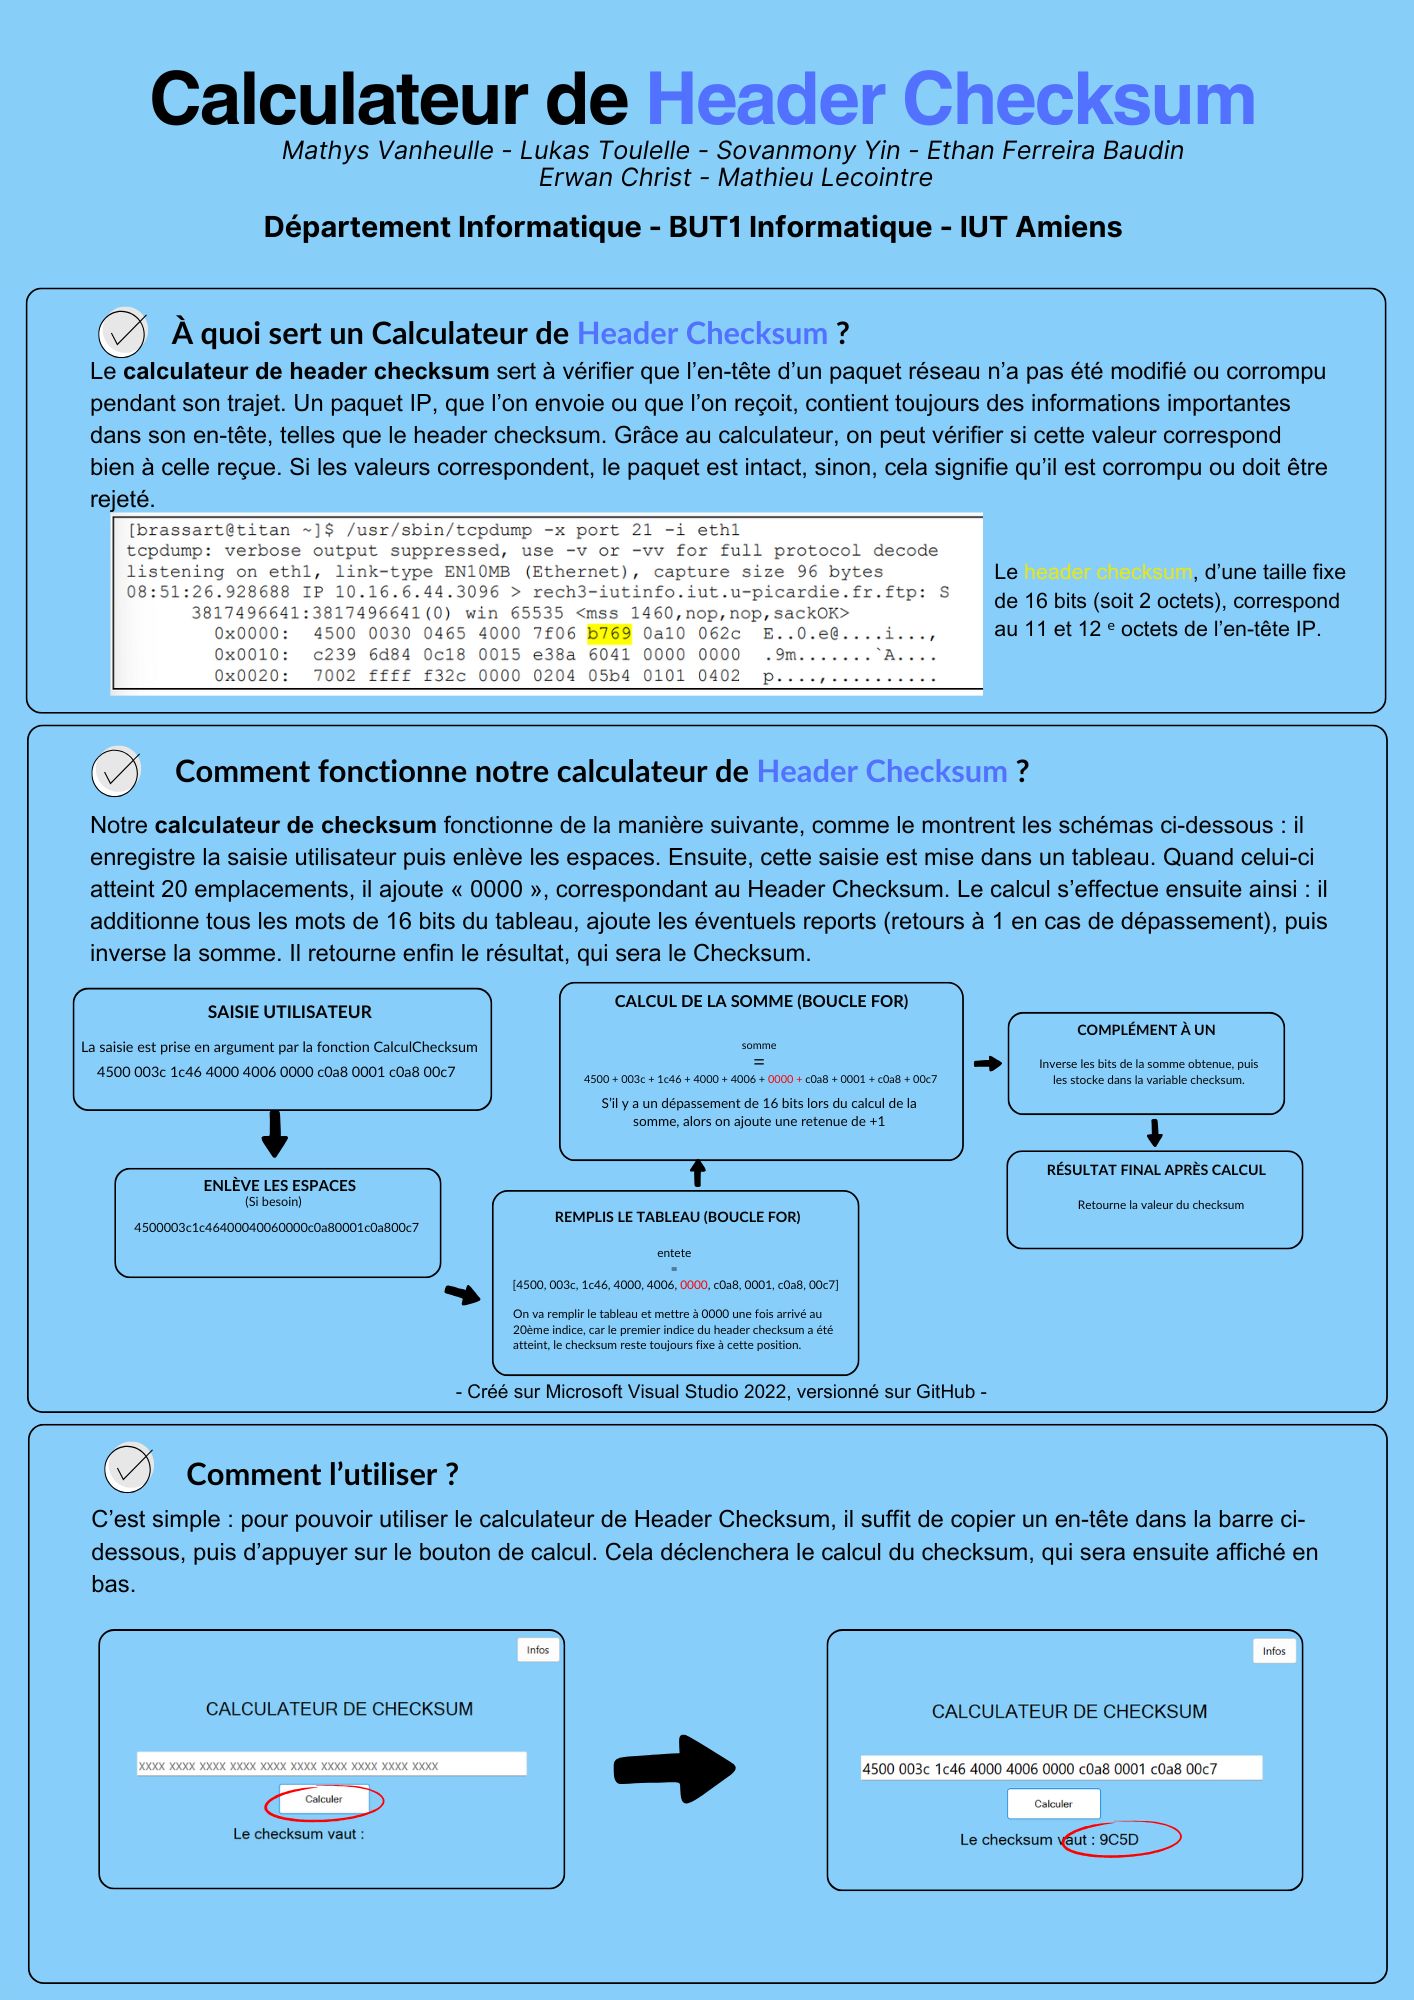 Calculateur de Header Checksum
Mathys Vanheulle - Lukas Toulelle - Sovanmony Yin - Ethan Ferreira Baudin
Erwan Christ - Mathieu Lecointre
Département Informatique - BUT1 Informatique - IUT Amiens
À quoi sert un Calculateur de Header Checksum ?
Le calculateur de header checksum sert à vérifier que l’en-tête d’un paquet réseau n’a pas été modifié ou corrompu
pendant son trajet. Un paquet IP, que l’on envoie ou que l’on reçoit, contient toujours des informations importantes
dans son en-tête, telles que le header checksum. Grâce au calculateur, on peut vérifier si cette valeur correspond
bien à celle reçue. Si les valeurs correspondent, le paquet est intact, sinon, cela signifie qu’il est corrompu ou doit être
rejeté.
[brassart@titan ~]$ /usr/sbin/tcpdump -x port 21 -i eth1
tcpdump: verbose output suppressed, use -v or -vv for full protocol decode
listening on eth1, link-type EN10MB (Ethernet), capture size 96 bytes
08:51:26.928688 IP 10.16.6.44.3096 > rech3-iutinfo.iut.u-picardie.fr.ftp: S
3817496641:3817496641(0) win 65535 <mss 1460,nop,nop,sackOK>
0x0000: 4500 0030 0465 4000 7f06 b769 0a10 062c E..0.e@....i...,
0x0010: c239 6d84 0c18 0015 e38a 6041 0000 0000 .9m.......`A....
0x0020: 7002 ffff f32c 0000 0204 05b4 0101 0402 p....,..........
Le header checksum, d’une taille fixe
de 16 bits (soit 2 octets), correspond
au 11 et 12 ᵉ octets de l’en-tête IP.
Comment fonctionne notre calculateur de Header Checksum ?
Notre calculateur de checksum fonctionne de la manière suivante, comme le montrent les schémas ci-dessous : il
enregistre la saisie utilisateur puis enlève les espaces. Ensuite, cette saisie est mise dans un tableau. Quand celui-ci
atteint 20 emplacements, il ajoute « 0000 », correspondant au Header Checksum. Le calcul s’effectue ensuite ainsi : il
additionne tous les mots de 16 bits du tableau, ajoute les éventuels reports (retours à 1 en cas de dépassement), puis
inverse la somme. Il retourne enfin le résultat, qui sera le Checksum.
SAISIE UTILISATEUR
La saisie est prise en argument par la fonction CalculChecksum
4500 003c 1c46 4000 4006 0000 c0a8 0001 c0a8 00c7
ENLÈVE LES ESPACES
(Si besoin)
4500003c1c46400040060000c0a80001c0a800c7
REMPLIS LE TABLEAU (BOUCLE FOR)
entete
=
[4500, 003c, 1c46, 4000, 4006, 0000, c0a8, 0001, c0a8, 00c7]
On va remplir le tableau et mettre à 0000 une fois arrivé au
20ème indice, car le premier indice du header checksum a été
atteint, le checksum reste toujours fixe à cette position.
CALCUL DE LA SOMME (BOUCLE FOR)
somme
=
4500 + 003c + 1c46 + 4000 + 4006 + 0000 + c0a8 + 0001 + c0a8 + 00c7
S’il y a un dépassement de 16 bits lors du calcul de la
somme, alors on ajoute une retenue de +1
COMPLÉMENT À UN
Inverse les bits de la somme obtenue, puis
les stocke dans la variable checksum.
RÉSULTAT FINAL APRÈS CALCUL
Retourne la valeur du checksum
- Créé sur Microsoft Visual Studio 2022, versionné sur GitHub -
Comment l’utiliser ?
C’est simple : pour pouvoir utiliser le calculateur de Header Checksum, il suffit de copier un en-tête dans la barre ci-
dessous, puis d’appuyer sur le bouton de calcul. Cela déclenchera le calcul du checksum, qui sera ensuite affiché en
bas.
Infos
CALCULATEUR DE CHECKSUM
xxxx xxxx xxxx xxxx xxxx xxxx xxxx xxxx xxxx xxxx
Calculer
Le checksum vaut :
Infos
CALCULATEUR DE CHECKSUM
4500 003c 1c46 4000 4006 0000 c0a8 0001 c0a8 00c7
Calculer
Le checksum vaut : 9C5D